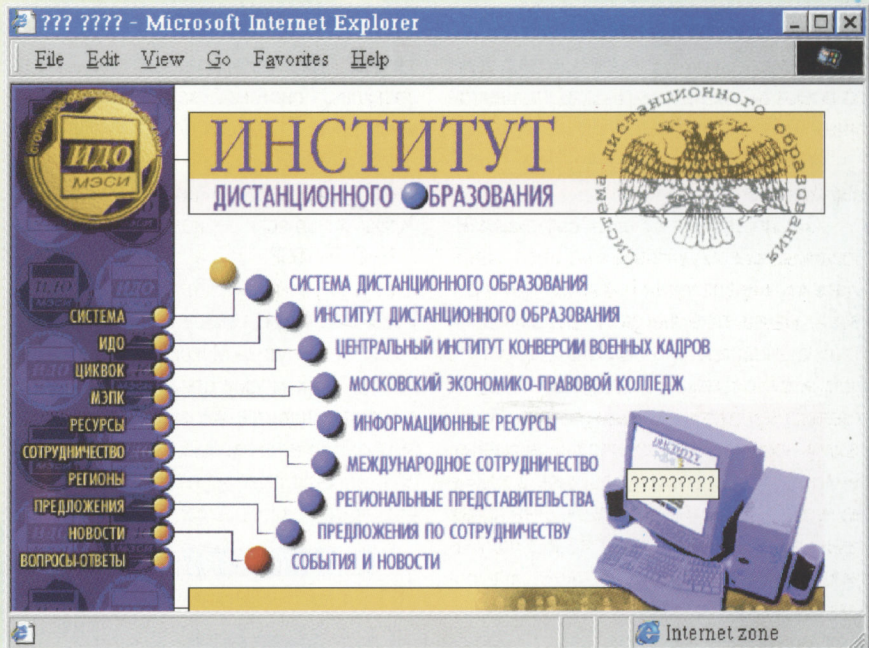 ??? ???? - Microsoft Internet Explorer
File Edit View Go Favorites Help
ИДО
МЭСИ
ИНСТИТУТ
ДИСТАНЦИОННОГО ОБРАЗОВАНИЯ
Система дистанционного образования
СИСТЕМА ДИСТАНЦИОННОГО ОБРАЗОВАНИЯ
ИНСТИТУТ ДИСТАНЦИОННОГО ОБРАЗОВАНИЯ
ЦЕНТРАЛЬНЫЙ ИНСТИТУТ КОНВЕРСИИ ВОЕННЫХ КАДРОВ
МОСКОВСКИЙ ЭКОНОМИКО-ПРАВОВОЙ КОЛЛЕДЖ
ИНФОРМАЦИОННЫЕ РЕСУРСЫ
МЕЖДУНАРОДНОЕ СОТРУДНИЧЕСТВО
РЕГИОНАЛЬНЫЕ ПРЕДСТАВИТЕЛЬСТВА
ПРЕДЛОЖЕНИЯ ПО СОТРУДНИЧЕСТВУ
СОБЫТИЯ И НОВОСТИ
СИСТЕМА
ИДО
ЦИКВОК
МЭПК
РЕСУРСЫ
СОТРУДНИЧЕСТВО
РЕГИОНЫ
ПРЕДЛОЖЕНИЯ
НОВОСТИ
ВОПРОСЫ-ОТВЕТЫ
ИНСТИТУТ
?????????
Internet zone